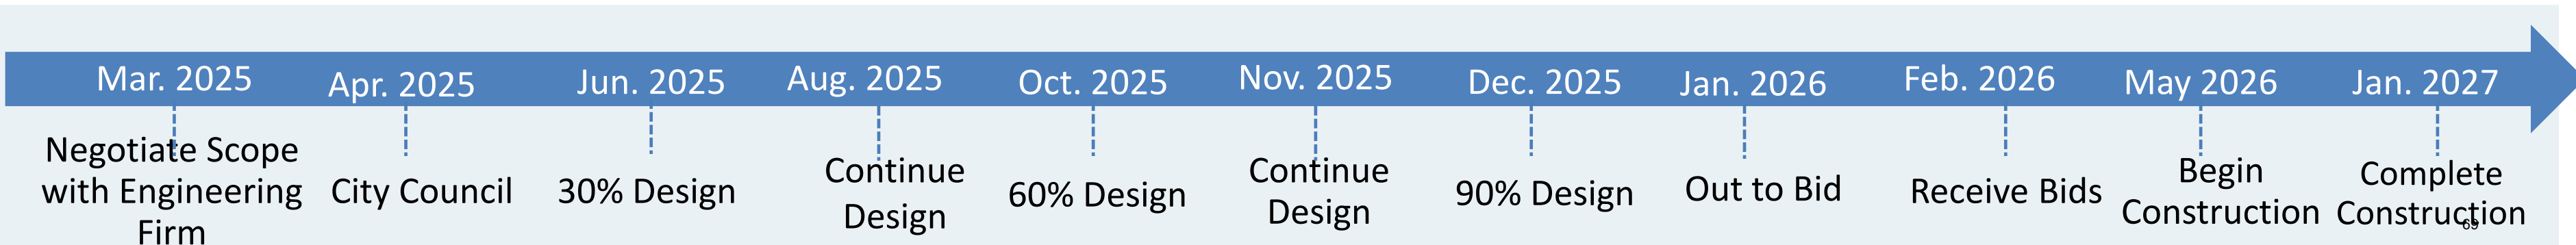 Mar. 2025
Apr. 2025
Jun. 2025
Aug. 2025
Oct. 2025
Nov. 2025
Dec. 2025
Jan. 2026
Feb. 2026
May 2026
Jan. 2027
Negotiate Scope
with Engineering
Firm
City Council
30% Design
Continue
Design
60% Design
Continue
Design
90% Design
Out to Bid
Receive Bids
Begin
Construction
Complete
Construction
69